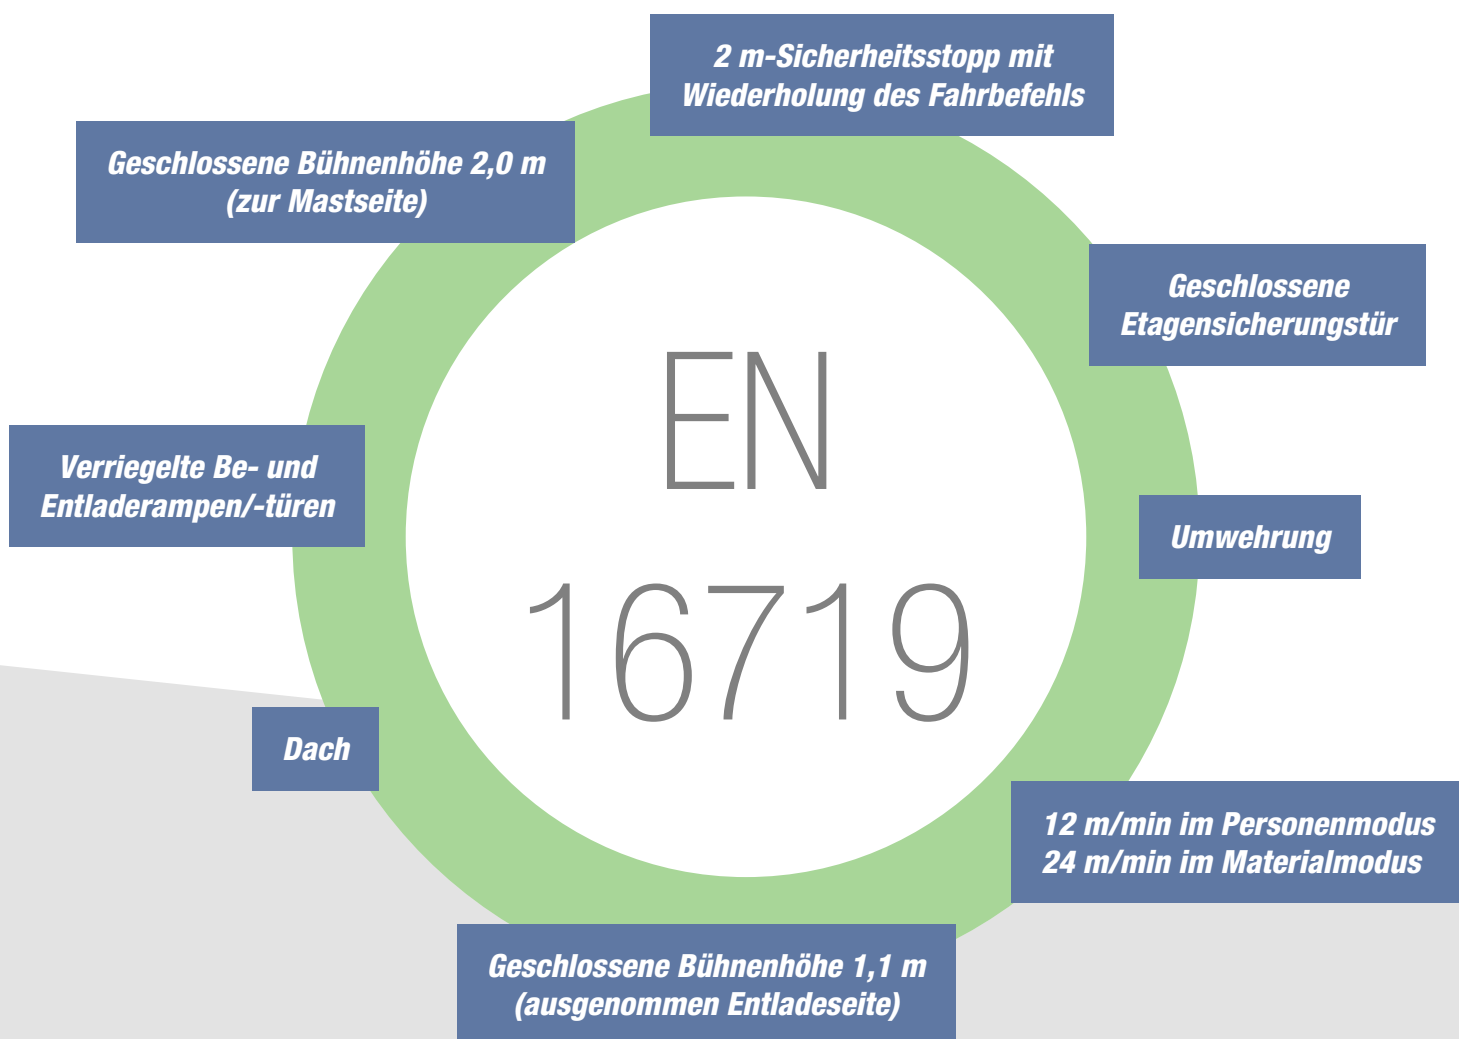 2 m-Sicherheitsstopp mit
Wiederholung des Fahrbefehls
Geschlossene Bühnenhöhe 2,0 m
(zur Mastseite)
Geschlossene
Etagensicherungstür
EN
16719
Verriegelte Be- und
Entladerampen/-türen
Umwehrung
Dach
12 m/min im Personenmodus
24 m/min im Materialmodus
Geschlossene Bühnenhöhe 1,1 m
(ausgenommen Entladeseite)